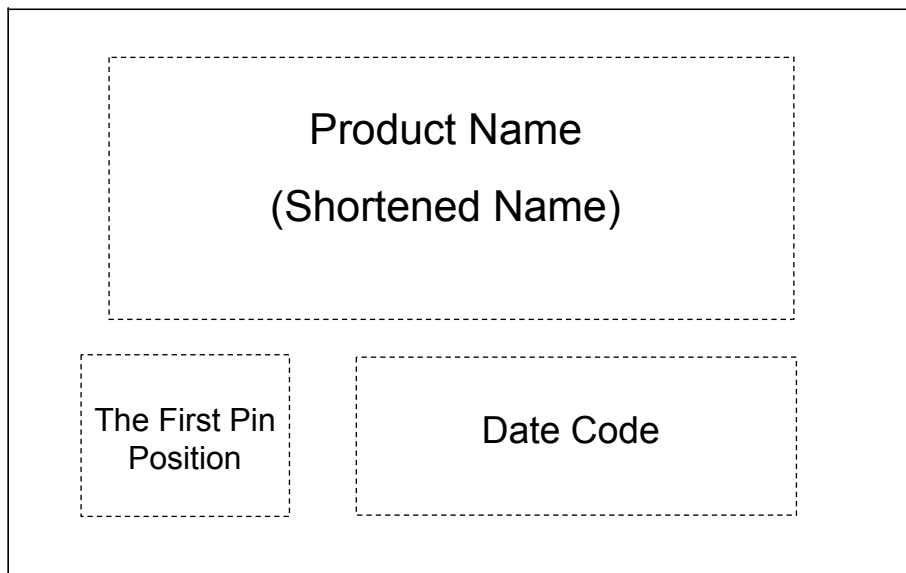 Product Name
(Shortened Name)
The First Pin
Position
Date Code